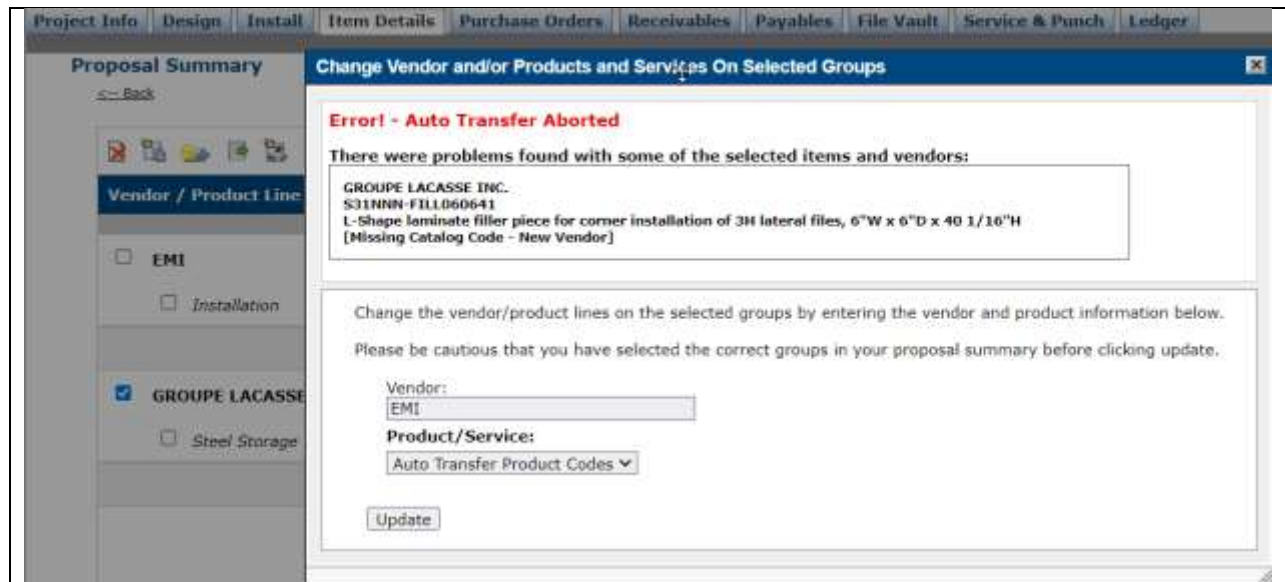 Project Info Design Install Item Details Purchase Orders Receivables Payables File Vault Service & Punch Ledger
Proposal Summary
<-- Back
Vendor / Product Line
EMI
Installation
GROUPE LACASSE
Steel Storage
Change Vendor and/or Products and Services On Selected Groups
Error! - Auto Transfer Aborted
There were problems found with some of the selected items and vendors:
GROUPE LACASSE INC.
S31NNN-FILL060641
L-Shape laminate filler piece for corner installation of 3H lateral files, 6"W x 6"D x 40 1/16"H
[Missing Catalog Code - New Vendor]
Change the vendor/product lines on the selected groups by entering the vendor and product information below.
Please be cautious that you have selected the correct groups in your proposal summary before clicking update.
Vendor:
EMI
Product/Service:
Auto Transfer Product Codes
Update